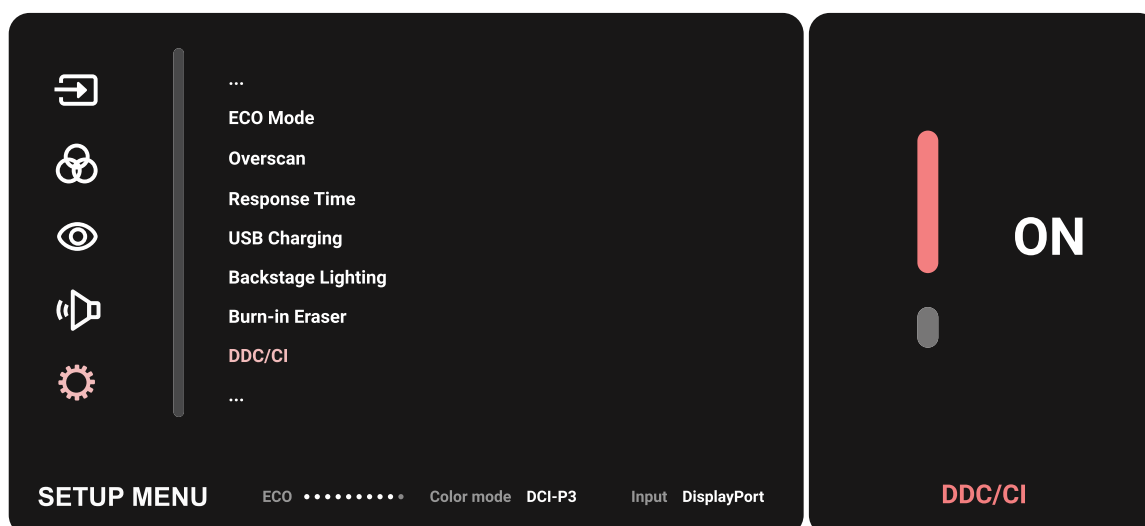 ...
ECO Mode
Overscan
Response Time
USB Charging
Backstage Lighting
Burn-in Eraser
DDC/CI
...
SETUP MENU
ECO
Color mode DCI-P3
Input DisplayPort
ON
DDC/CI